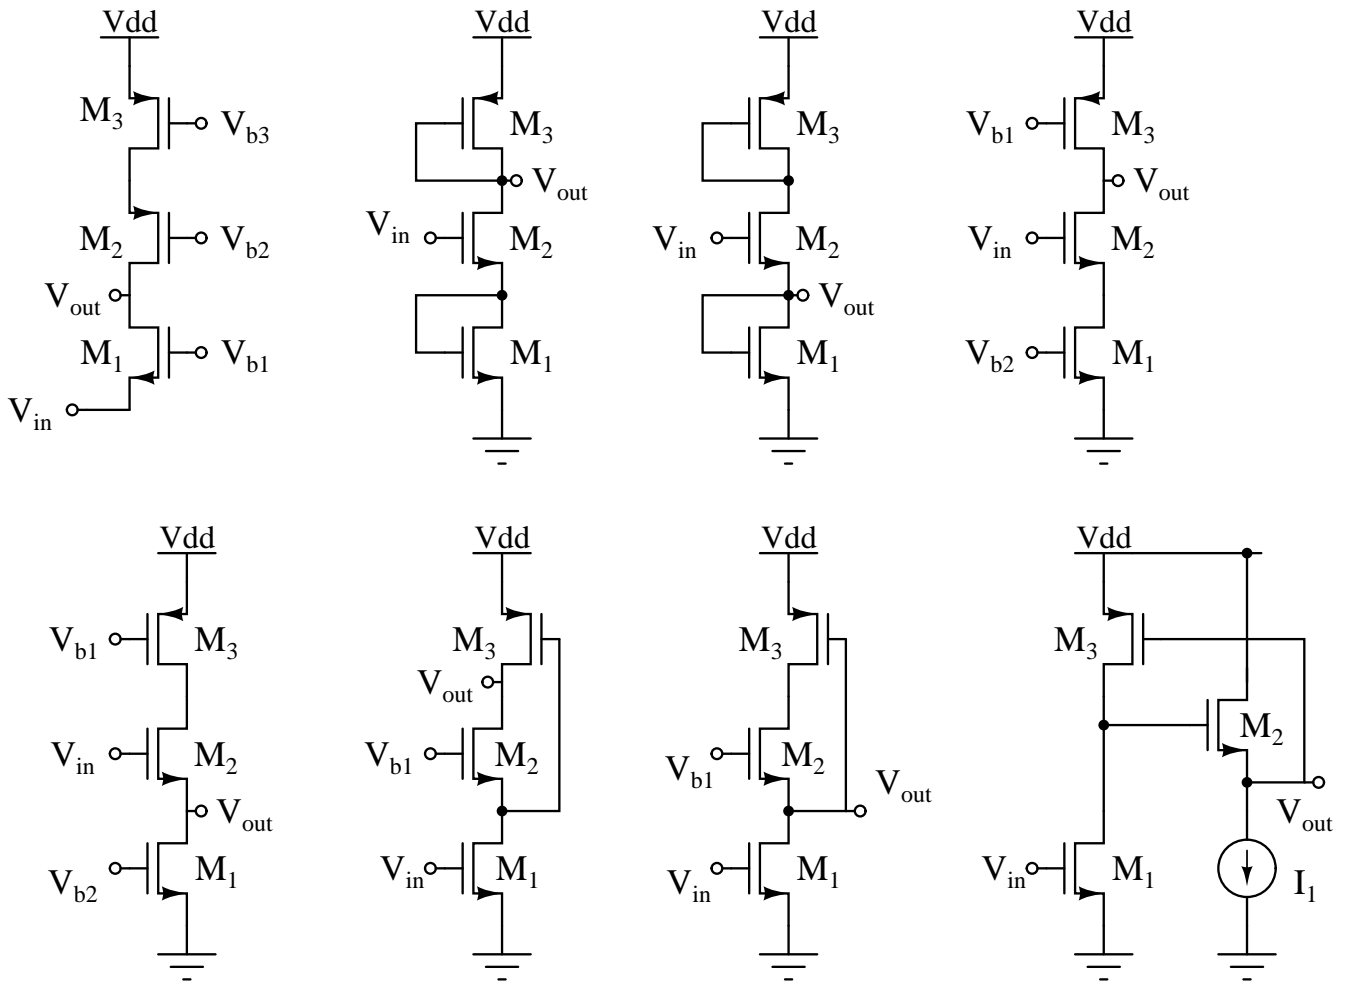 Vdd Vdd Vdd Vdd
M3 Vb3 M3 M3 Vb1 M3
Vout Vout
M2 Vb2 Vin M2 Vin M2 Vin M2
Vout Vout
M1 Vb1 M1 M1 Vb2 M1
Vin
Vdd Vdd Vdd Vdd
Vb1 M3 M3 M3 M3
Vout
Vin M2 Vb1 M2 Vb1 M2 M2
Vout Vout Vout
Vb2 M1 Vin M1 Vin M1 Vin M1 I1